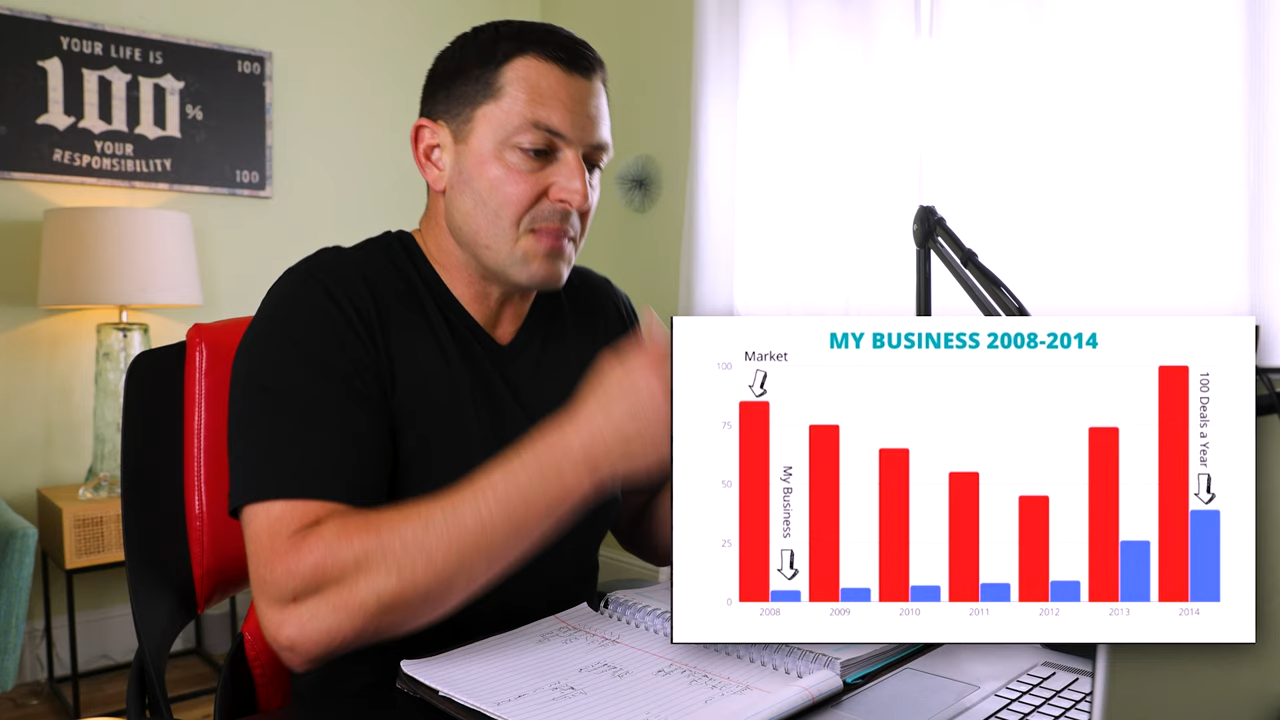 YOUR LIFE IS
100
100%
YOUR
RESPONSIBILITY
100
MY BUSINESS 2008-2014
Market
My Business
100 Deals a Year
100
75
50
25
0
2008 2009 2010 2011 2012 2013 2014